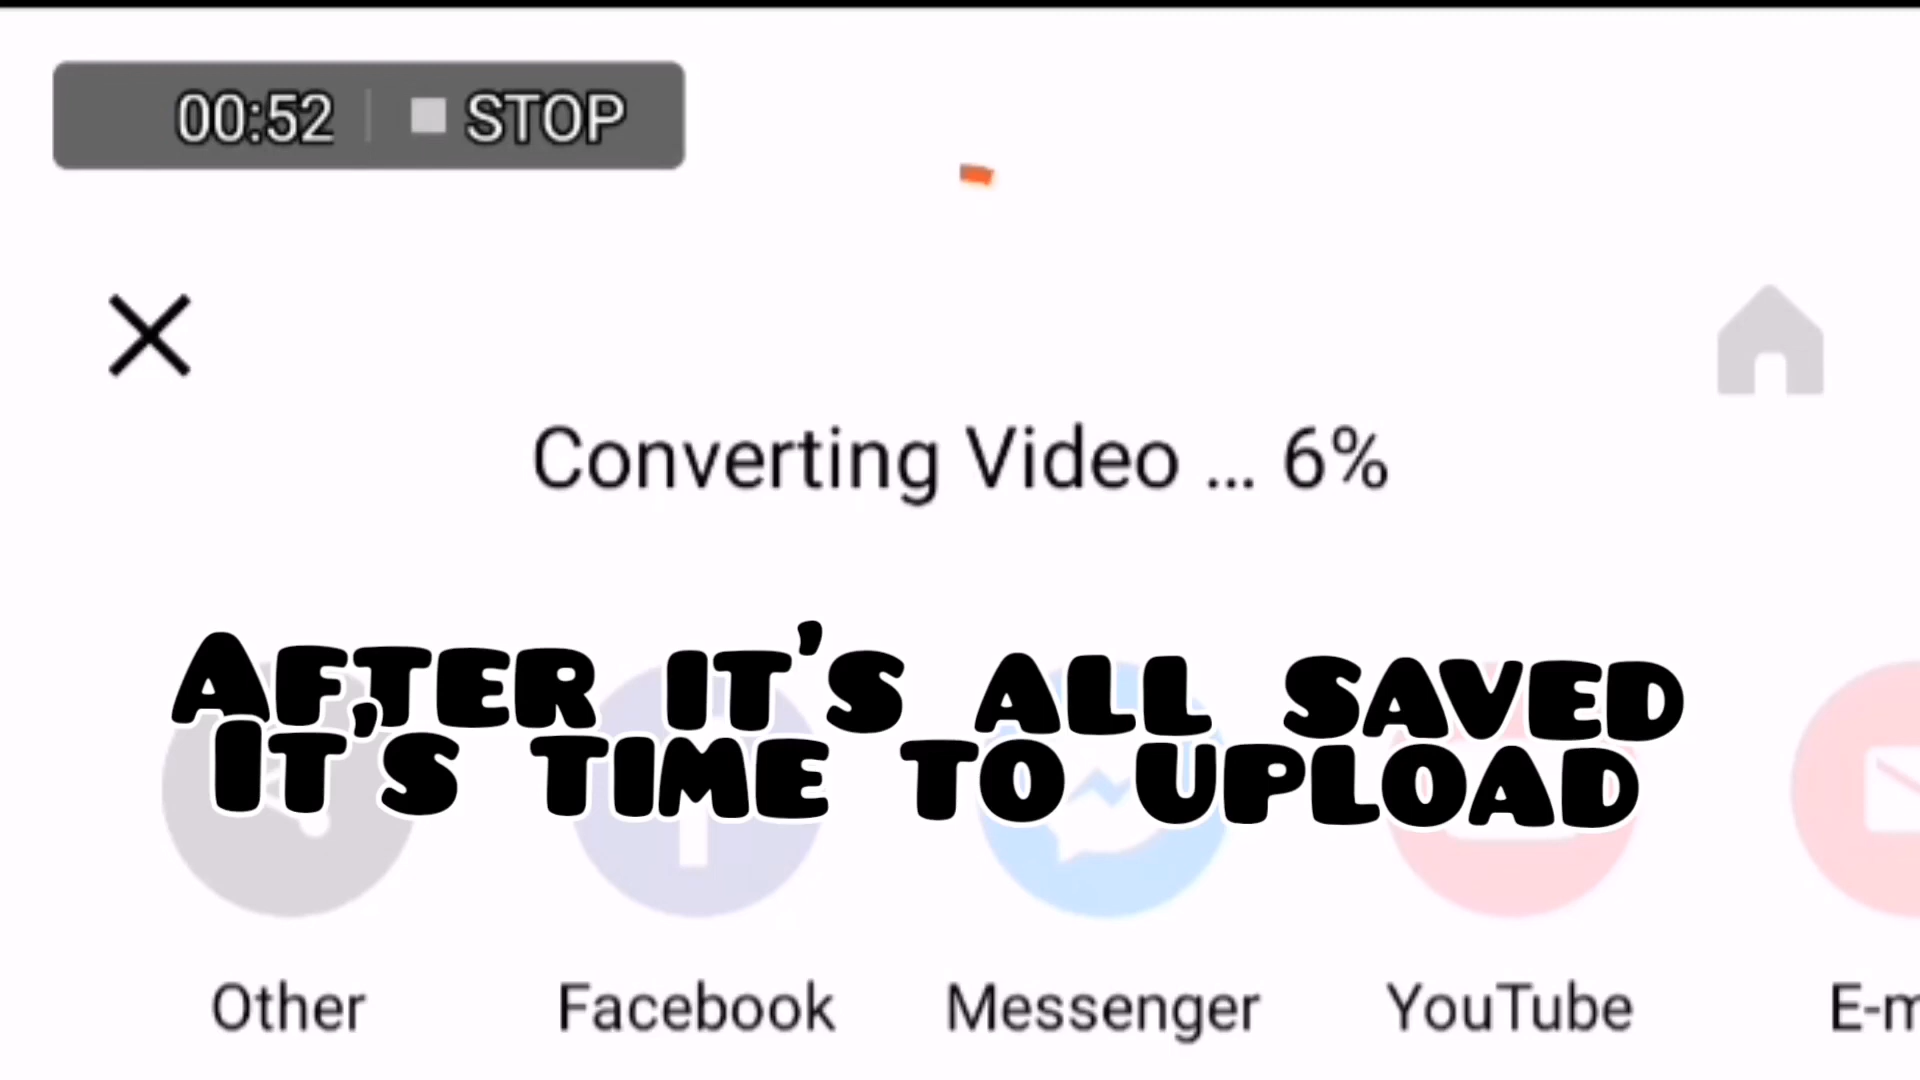 00:52 STOP
Converting Video ... 6%
After it's all saved
It's time to upload
Other Facebook Messenger YouTube E-m